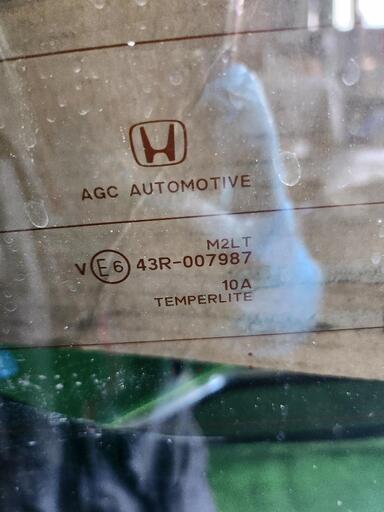 AGC AUTOMOTIVE
M2LT
V E6 43R-007987
10A
TEMPERLITE